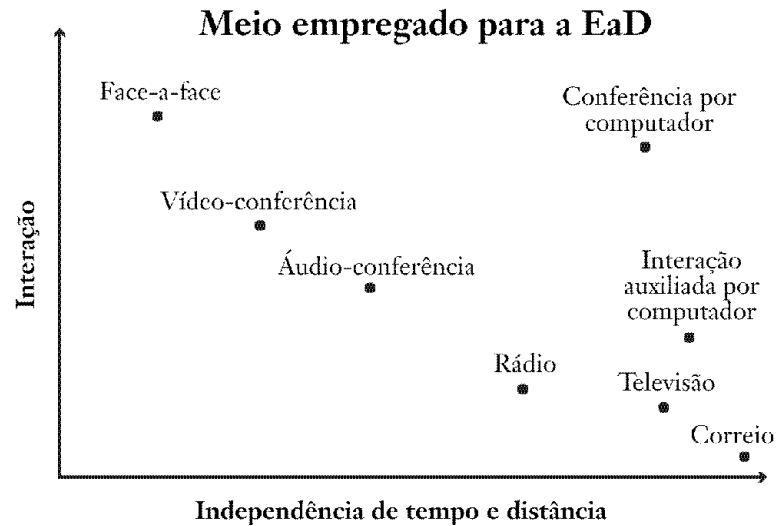 Meio empregado para a EaD
Face-a-face
Conferência por
computador
Vídeo-conferência
Áudio-conferência
Interação
auxiliada por
computador
Rádio
Televisão
Correio
Interação
Independência de tempo e distância